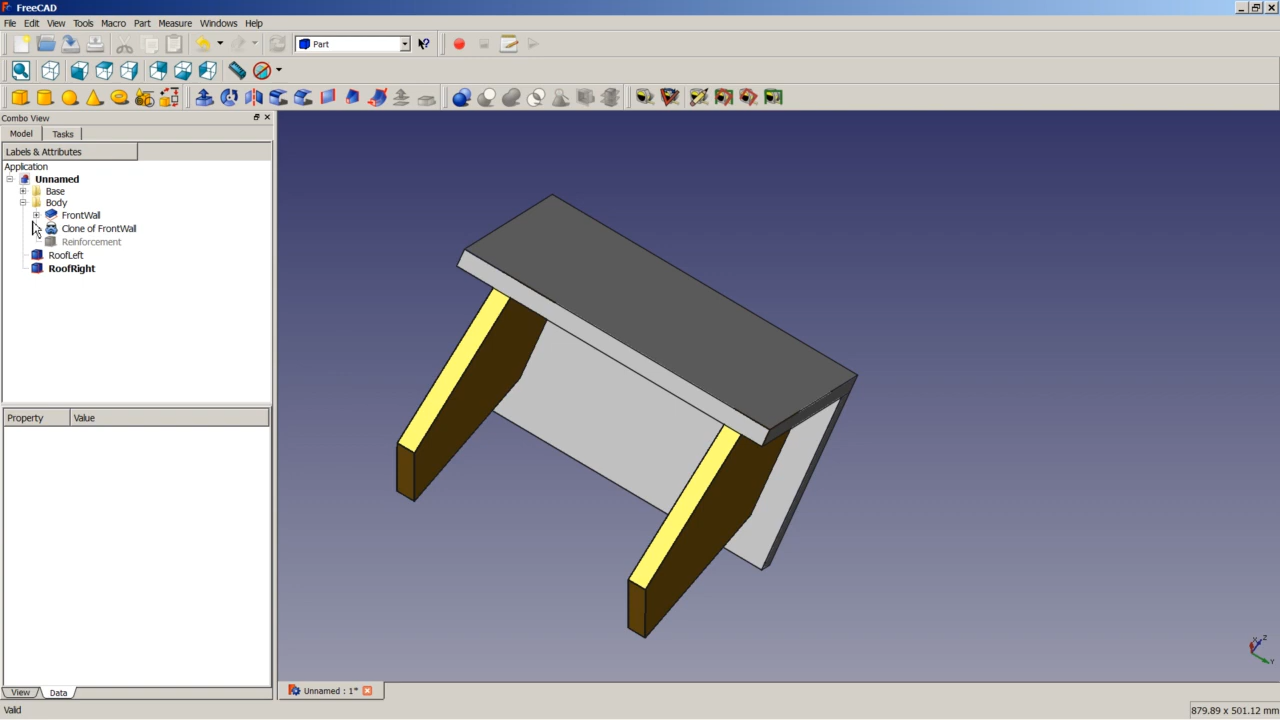 FreeCAD
File Edit View Tools Macro Part Measure Windows Help
Part
Combo View
Model Tasks
Labels & Attributes
Application
Unnamed
Base
Body
FrontWall
Clone of FrontWall
Reinforcement
RoofLeft
RoofRight
Property Value
View Data
Unnamed : 1*
Valid
879.89 x 501.12 mm
X Z
Y